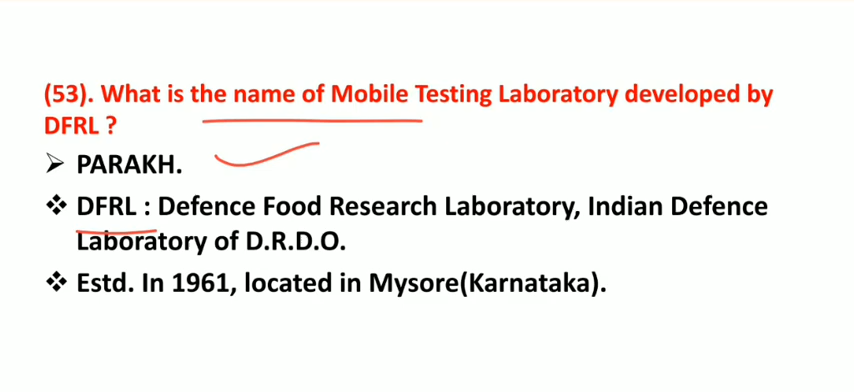 (53). What is the name of Mobile Testing Laboratory developed by
DFRL ?
➢ PARAKH.
❖ DFRL : Defence Food Research Laboratory, Indian Defence
Laboratory of D.R.D.O.
❖ Estd. In 1961, located in Mysore(Karnataka).